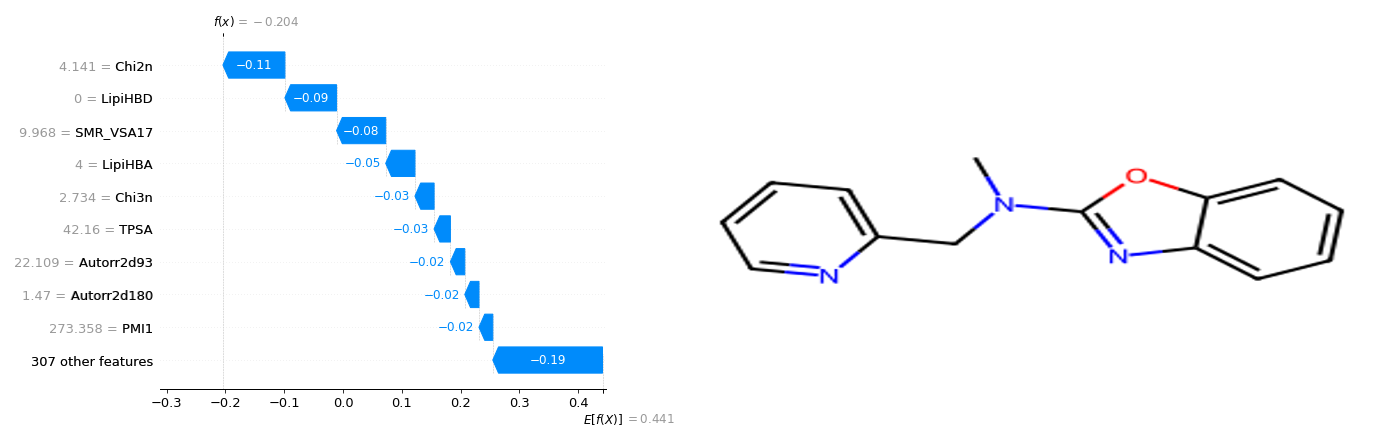 f(x) = −0.204
4.141 = Chi2n
−0.11
0 = LipiHBD
−0.09
9.968 = SMR_VSA17
−0.08
4 = LipiHBA
−0.05
2.734 = Chi3n
−0.03
42.16 = TPSA
−0.03
22.109 = Autorr2d93
−0.02
1.47 = Autorr2d180
−0.02
273.358 = PMI1
−0.02
307 other features
−0.19
−0.3 −0.2 −0.1 0.0 0.1 0.2 0.3 0.4
E[f(X)] = 0.441
O
N
N
N